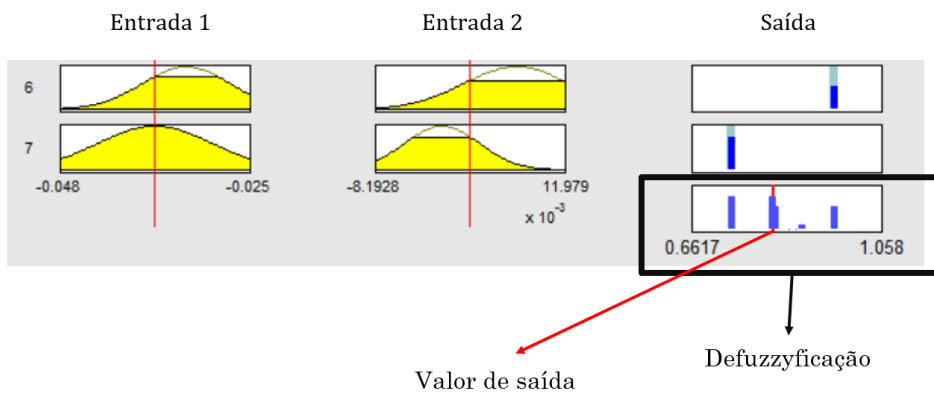 Entrada 1 Entrada 2 Saída
6
7
-0.048 -0.025 -8.1928 11.979
x 10⁻³
0.6617 1.058
Defuzzyficação
Valor de saída